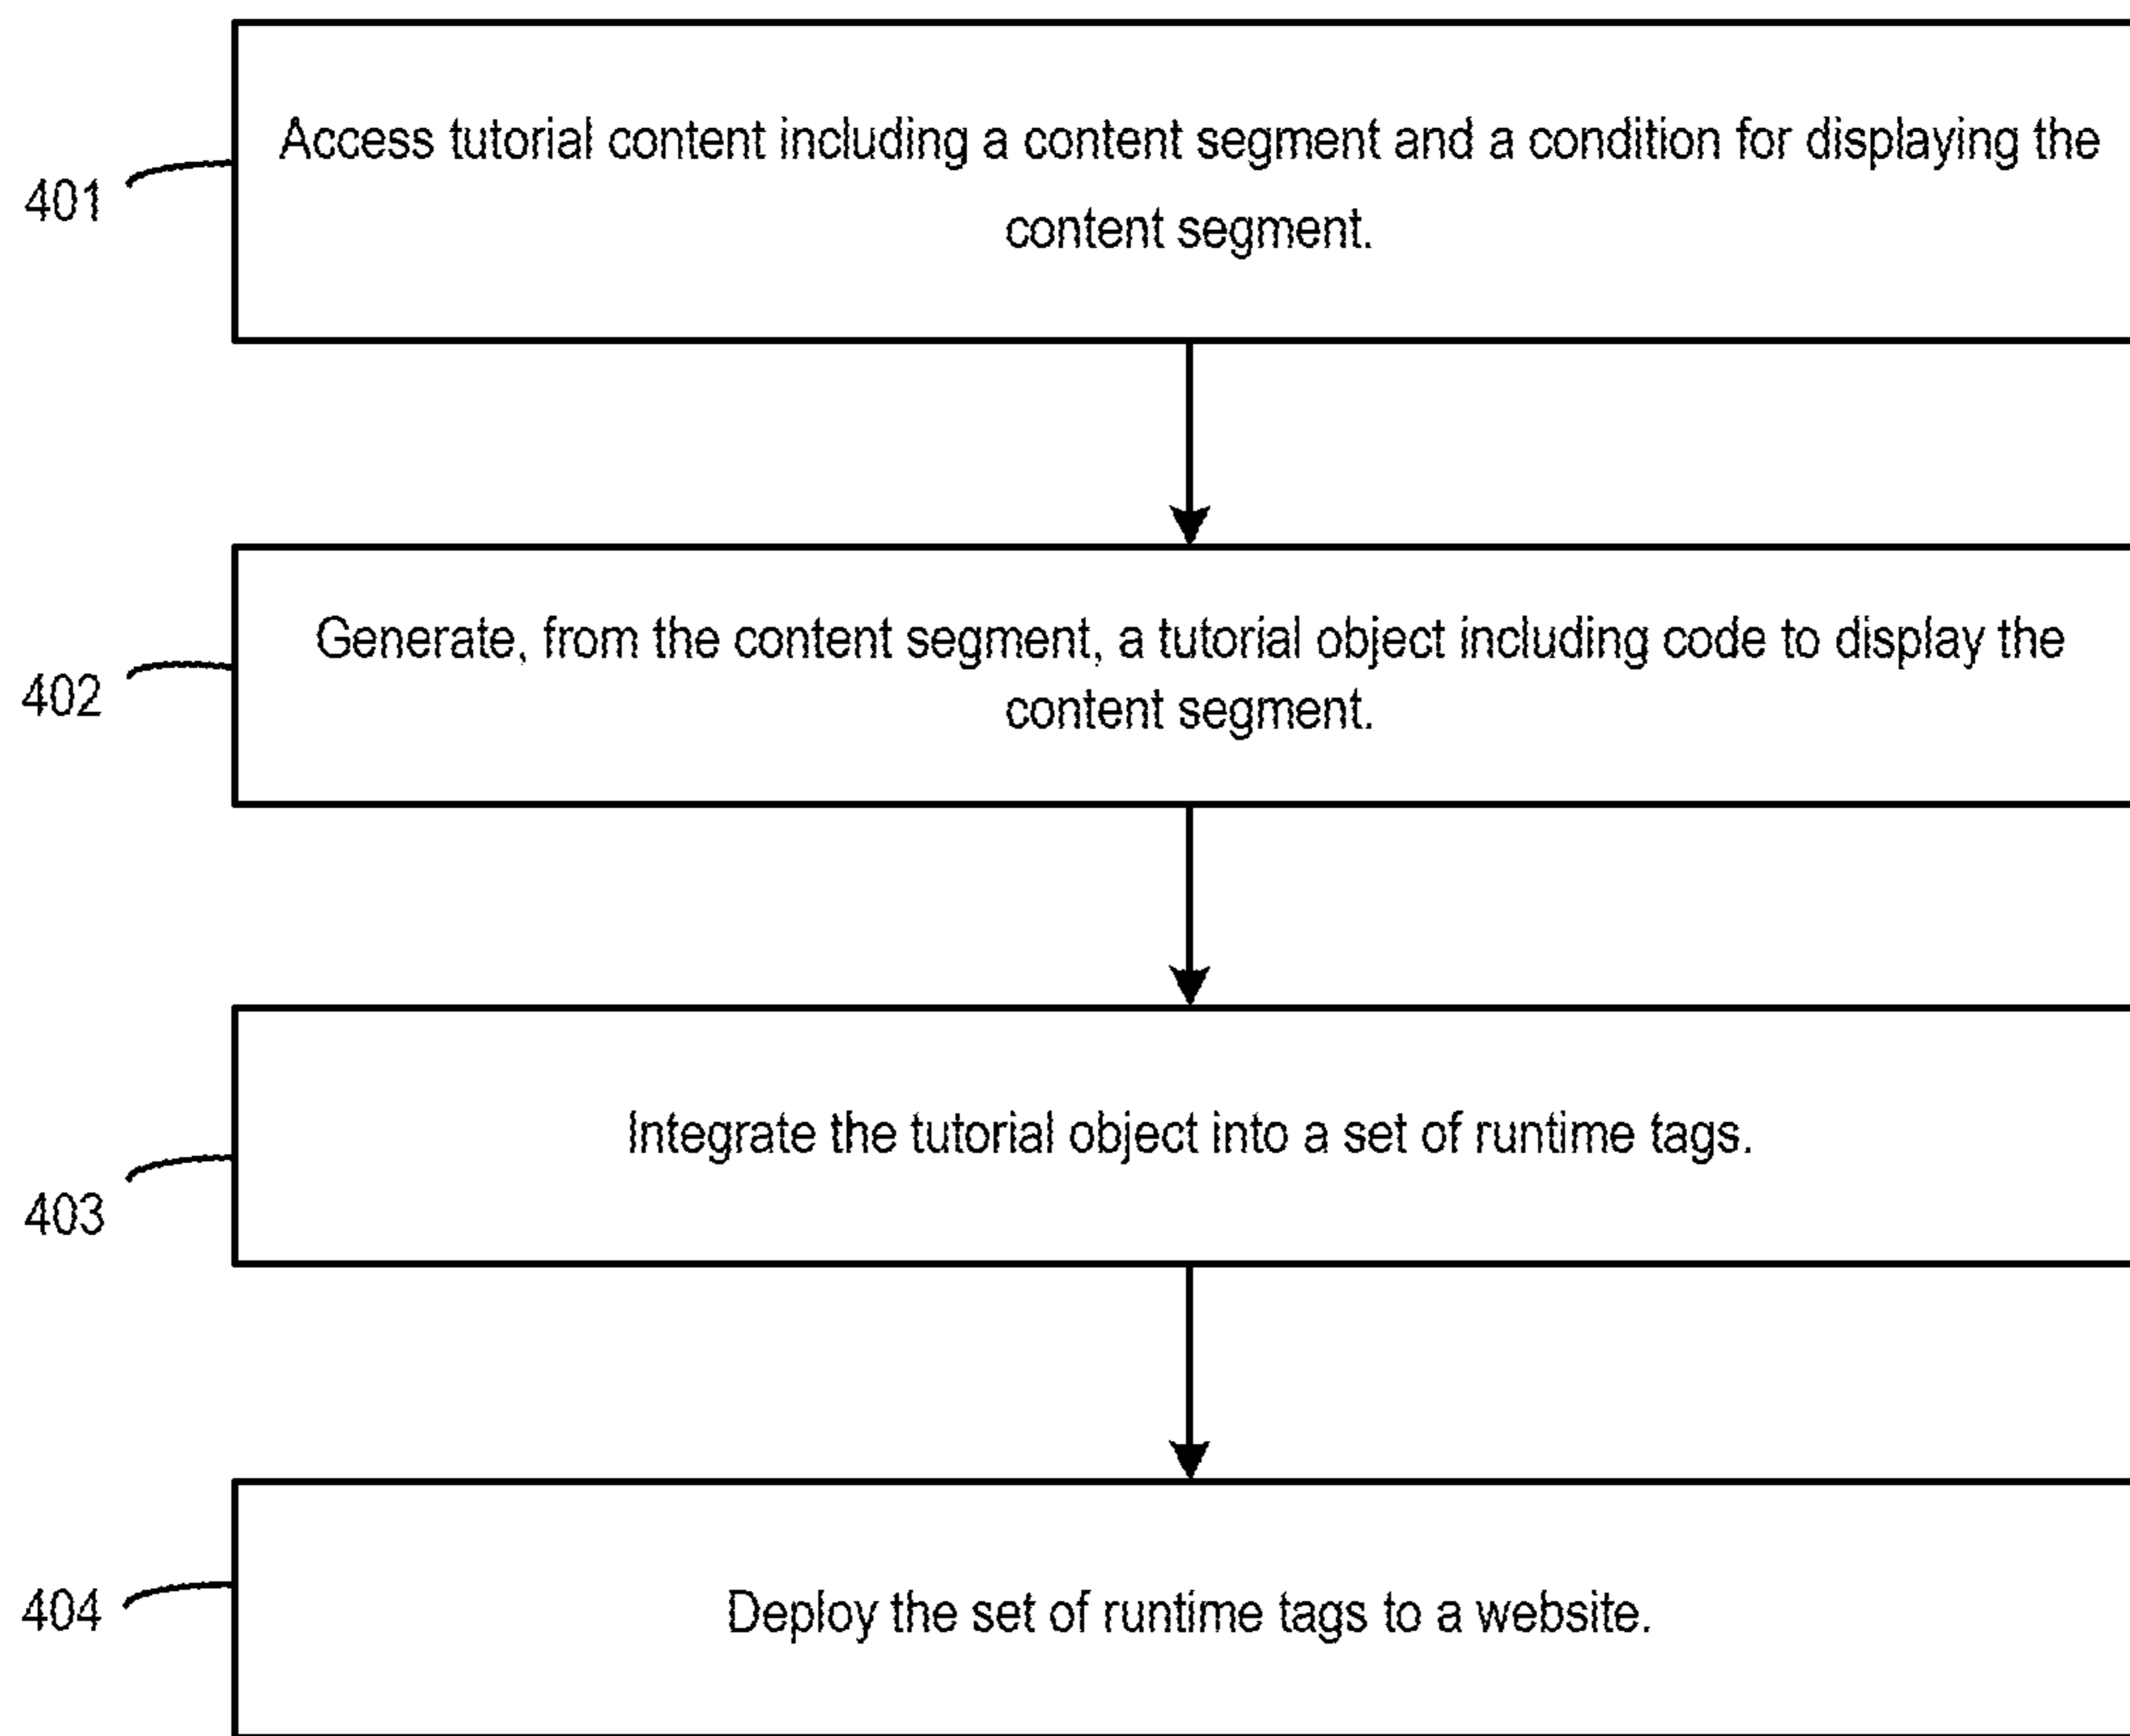 Access tutorial content including a content segment and a condition for displaying the
content segment.
401
Generate, from the content segment, a tutorial object including code to display the
content segment.
402
Integrate the tutorial object into a set of runtime tags.
403
Deploy the set of runtime tags to a website.
404